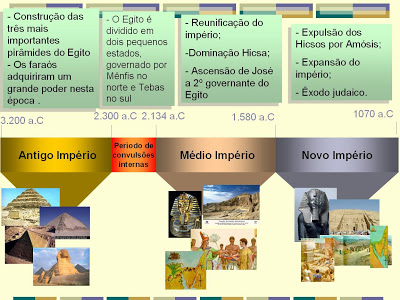 - Construção das
três mais
importantes
pirâmides do Egito
- Os faraós
adquiriram um
grande poder nesta
época .
- O Egito é
dividido em
dois pequenos
estados,
governado por
Mênfis no
norte e Tebas
no sul
- Reunificação do
império;
-Dominação Hicsa;
- Ascensão de José
a 2º governante do
Egito
- Expulsão dos
Hicsos por Amósis;
- Expansão do
império;
- Êxodo judaico.
3.200 a.C
2.300 a.C
2.134 a.C
1.580 a.C
1070 a.C
Antigo Império
Periodo de
convulsões
internas
Médio Império
Novo Império